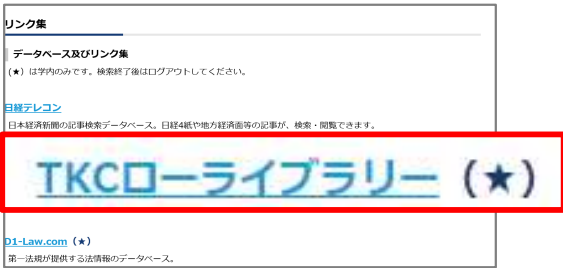 リンク集
データベース及びリンク集
(★) は学内のみです。検索終了後はログアウトしてください。
日経テレコン
日本経済新聞の記事検索データベース。日経4紙や地方経済面等の記事が、検索・閲覧できます。
TKCローライブラリー (★)
D1-Law.com (★)
第一法規が提供する法情報のデータベース。